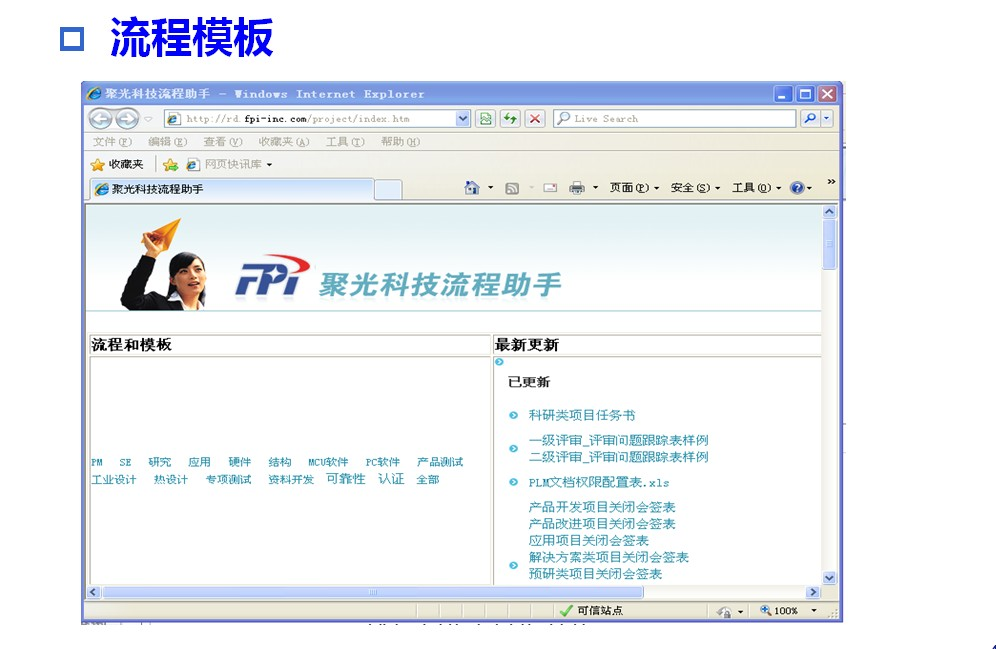 流程模板
聚光科技流程助手 - Windows Internet Explorer
http://rd.fpi-inc.com/project/index.htm
Live Search
文件(F) 编辑(E) 查看(V) 收藏夹(A) 工具(T) 帮助(H)
收藏夹 网页快讯库
聚光科技流程助手
页面(P) 安全(S) 工具(O) »
FPi 聚光科技流程助手
流程和模板
最新更新
已更新
科研类项目任务书
一级评审_评审问题跟踪表样例
二级评审_评审问题跟踪表样例
PM SE 研究 应用 硬件 结构 MCU软件 PC软件 产品测试
工业设计 热设计 专项测试 资料开发 可靠性 认证 全部
PLM文档权限配置表.xls
产品开发项目关闭会签表
产品改进项目关闭会签表
应用项目关闭会签表
解决方案类项目关闭会签表
预研类项目关闭会签表
可信站点
100%